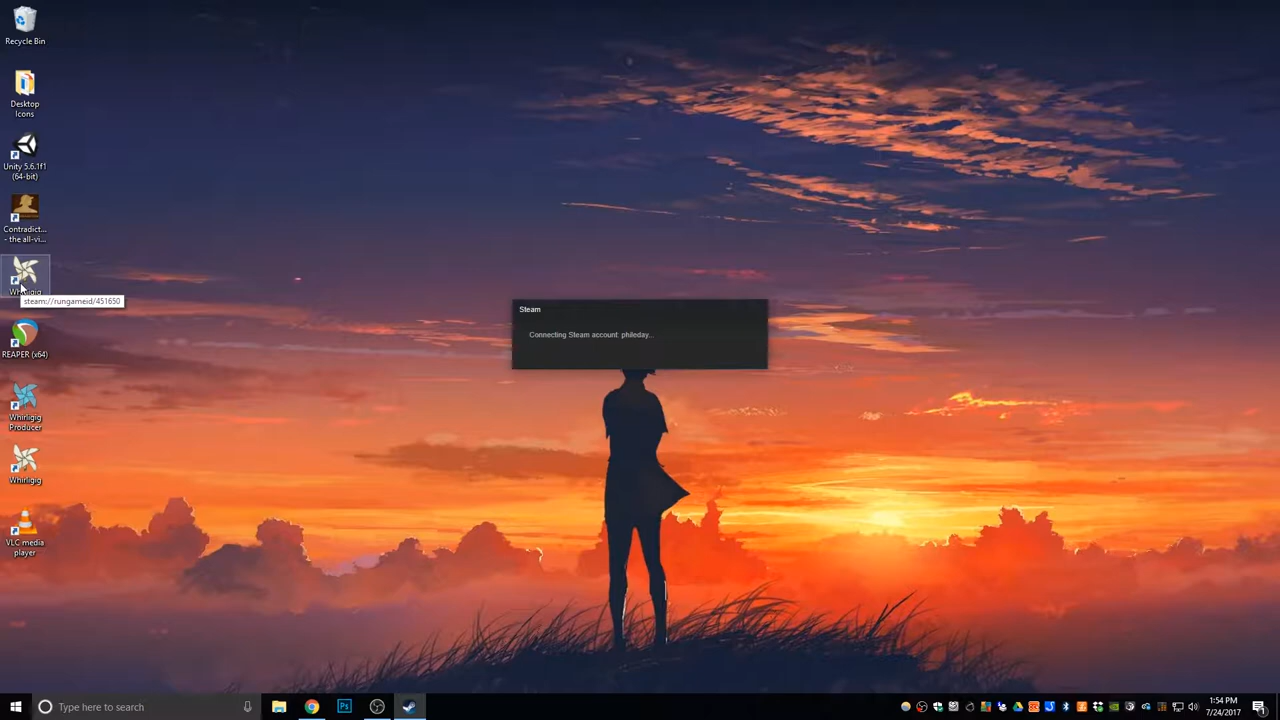 Recycle Bin
Desktop
Icons
Unity 5.6.1f1
(64-bit)
Contradict...
- the all-vi...
Whirligig
steam://rungameid/451650
REAPER (x64)
Whirligig
Producer
Whirligig
VLC media
player
Steam
Connecting Steam account: phileday...
Type here to search
Ps
1:54 PM
7/24/2017